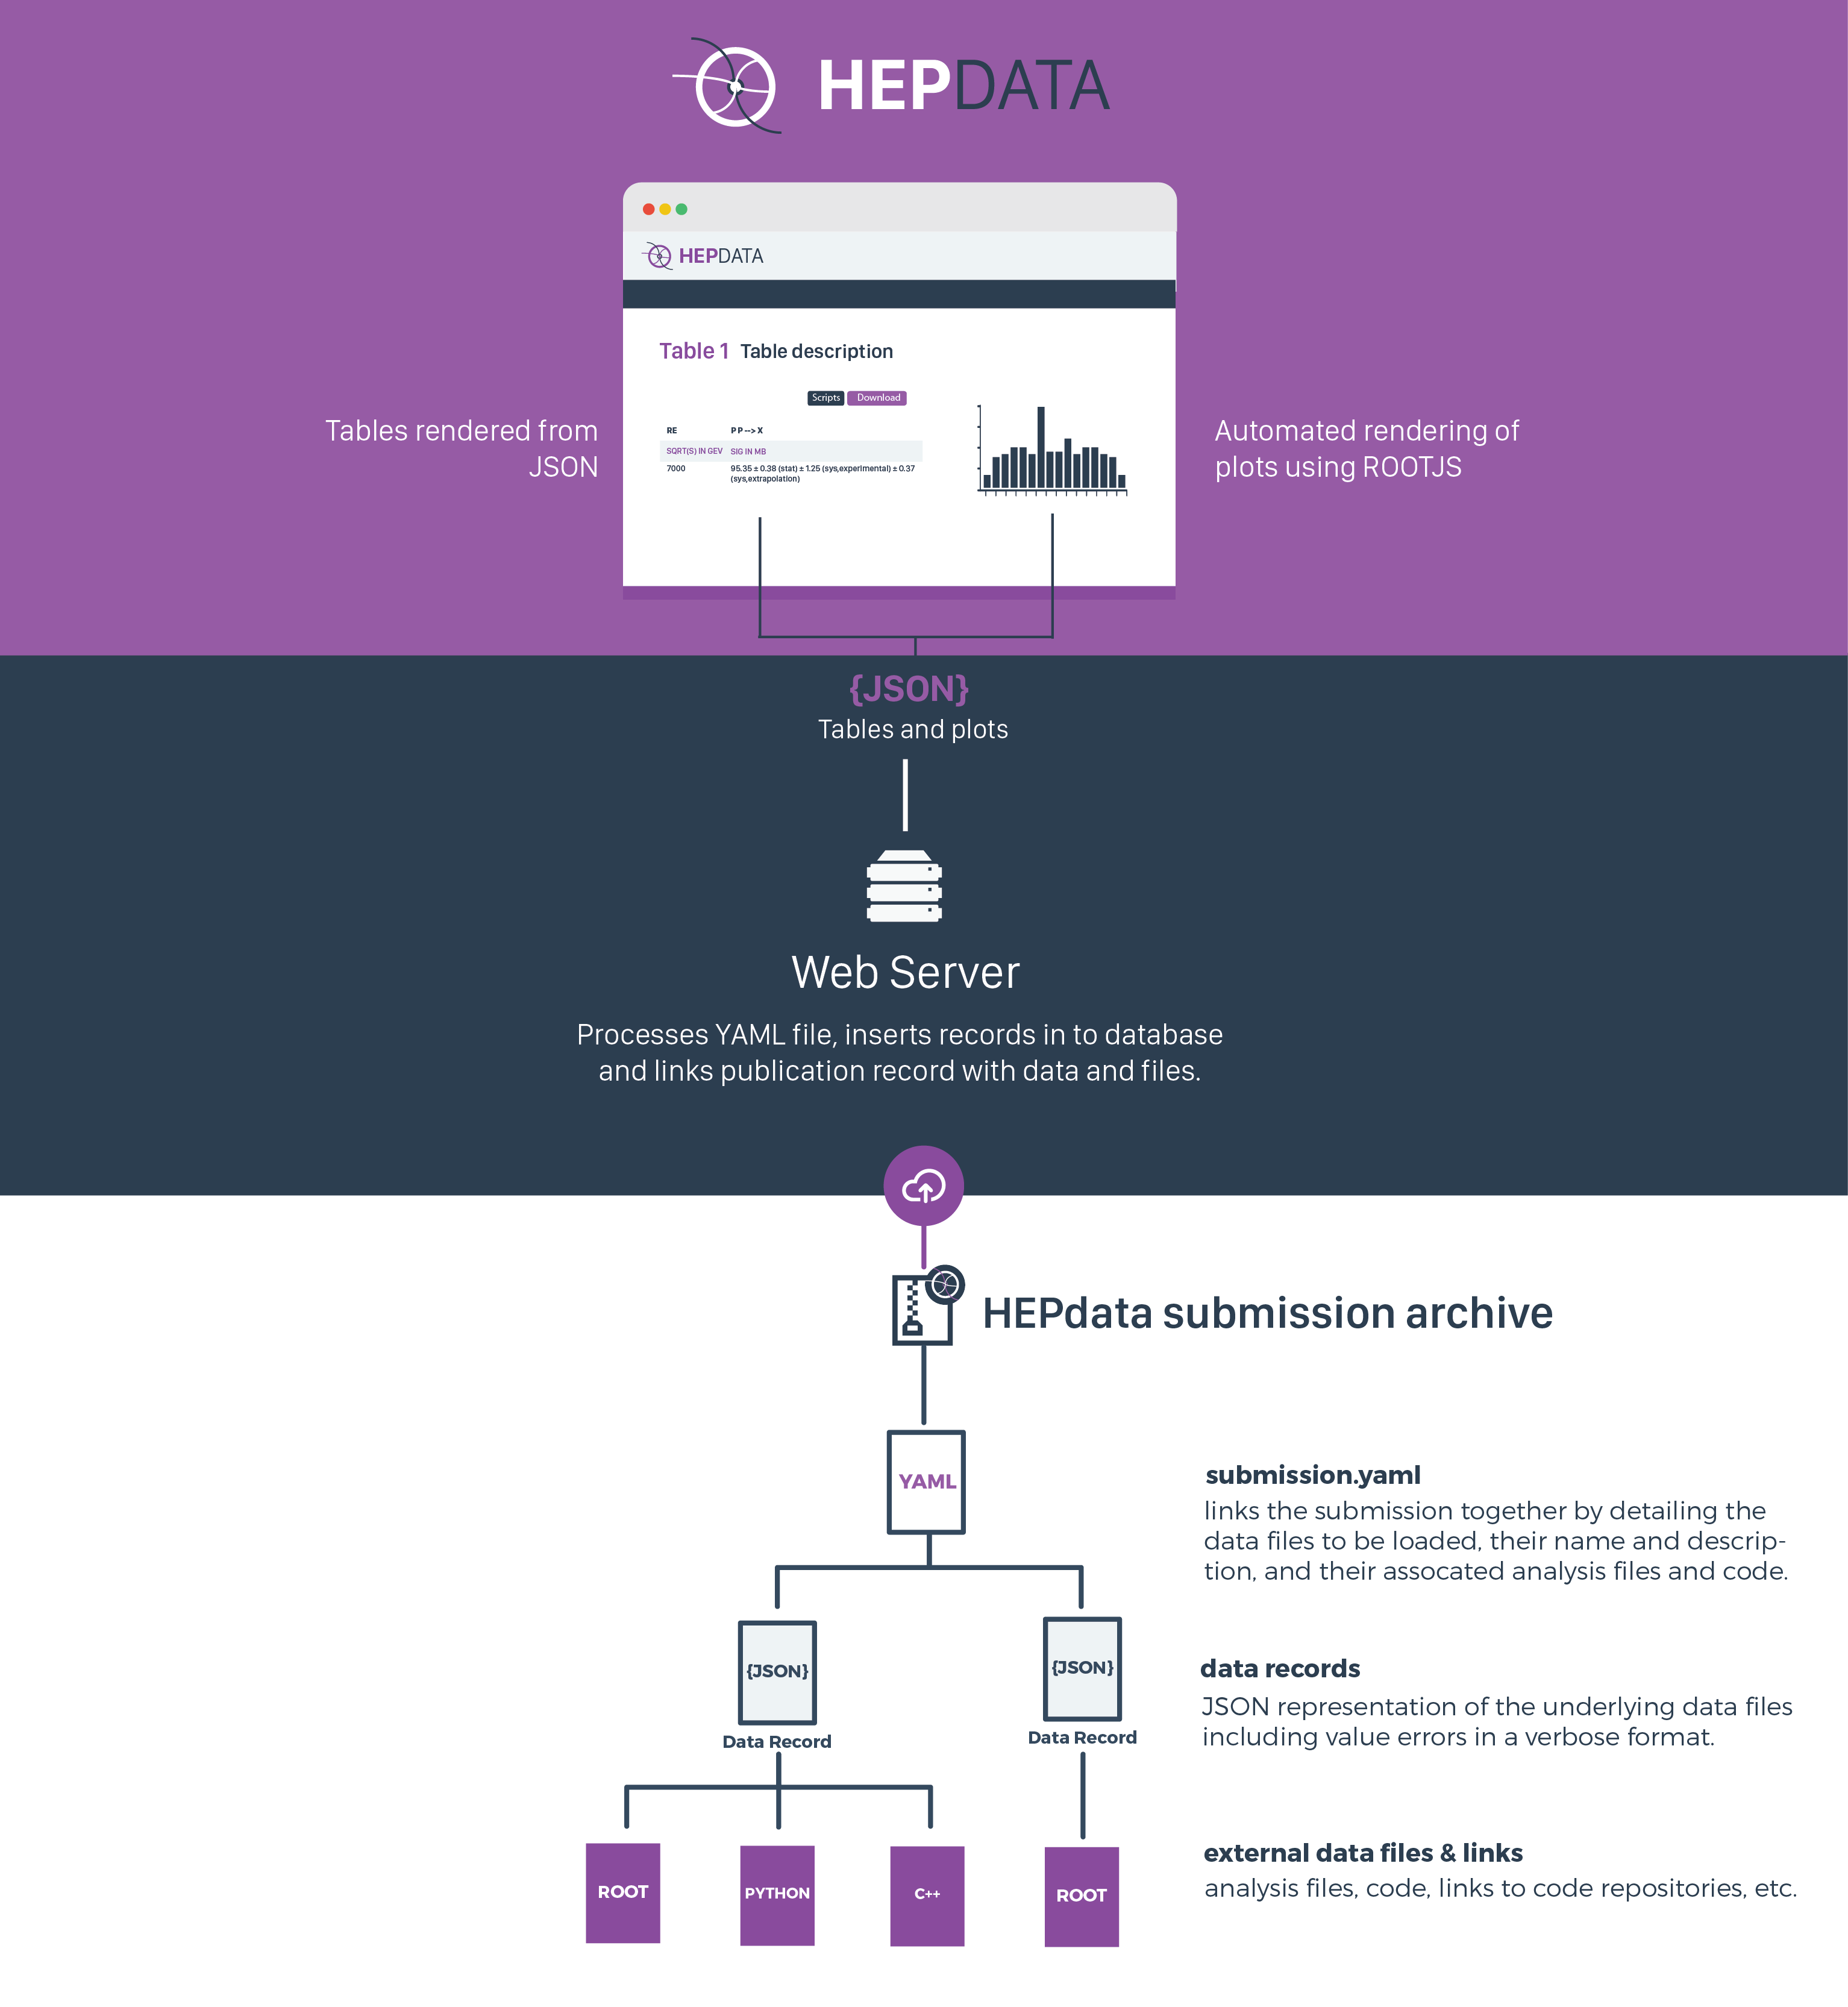 HEPDATA
HEPDATA
Table 1 Table description
Scripts Download
RE P P --> X
SQRT(S) IN GEV SIG IN MB
7000 95.35 ± 0.38 (stat) ± 1.25 (sys,experimental) ± 0.37
(sys,extrapolation)
Tables rendered from
JSON
Automated rendering of
plots using ROOTJS
{JSON}
Tables and plots
Web Server
Processes YAML file, inserts records in to database
and links publication record with data and files.
HEPdata submission archive
YAML
submission.yaml
links the submission together by detailing the
data files to be loaded, their name and descrip-
tion, and their assocated analysis files and code.
{JSON}
Data Record
{JSON}
Data Record
data records
JSON representation of the underlying data files
including value errors in a verbose format.
ROOT
PYTHON
C++
ROOT
external data files & links
analysis files, code, links to code repositories, etc.